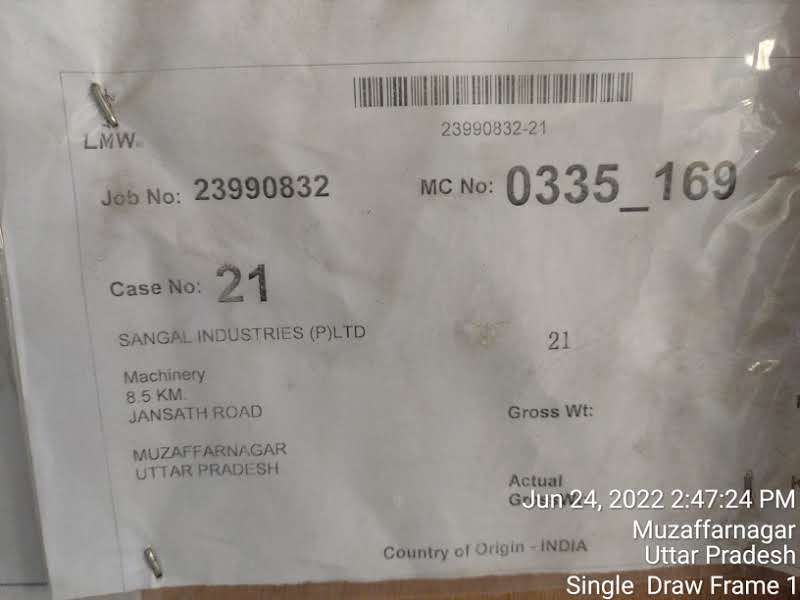 23990832-21
LMW
Job No: 23990832
MC No: 0335_169
Case No: 21
SANGAL INDUSTRIES (P)LTD
21
Machinery
8.5 KM.
JANSATH ROAD
Gross Wt:
MUZAFFARNAGAR
UTTAR PRADESH
Actual
Jun 24, 2022 2:47:24 PM
Muzaffarnagar
Uttar Pradesh
Country of Origin - INDIA
Single Draw Frame 1